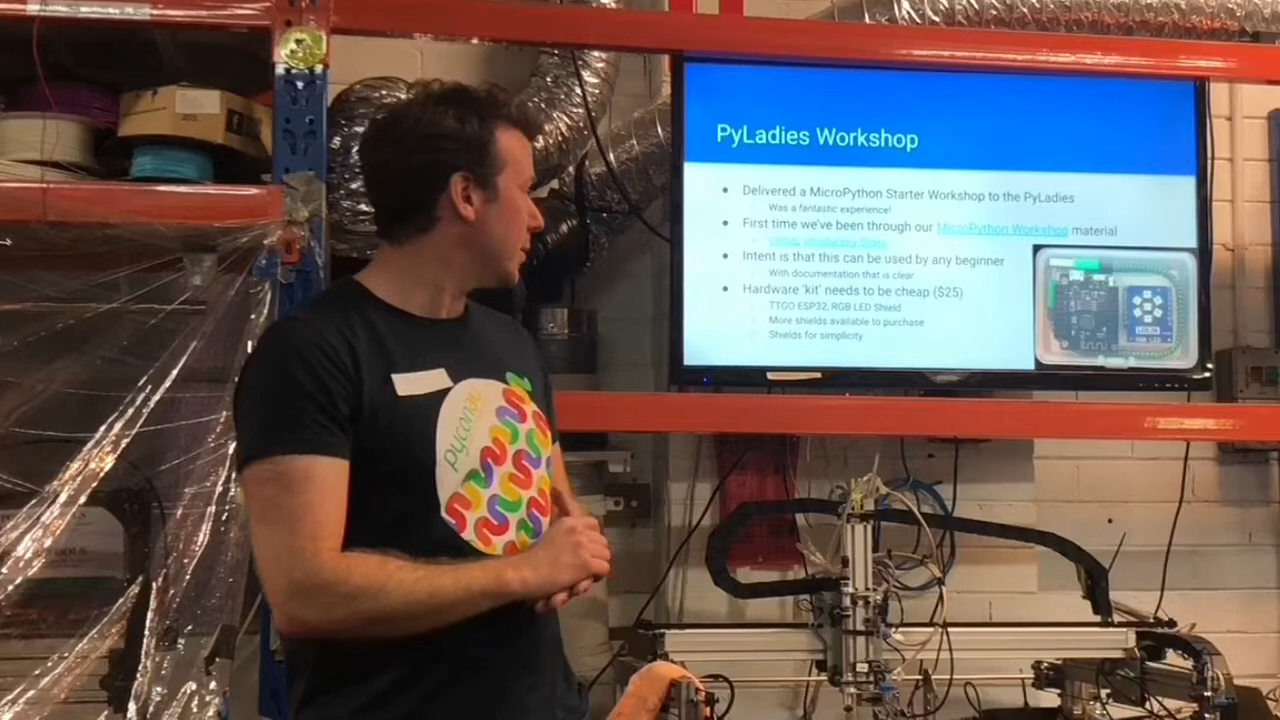 PyLadies Workshop
Delivered a MicroPython Starter Workshop to the PyLadies
Was a fantastic experience!
First time we've been through our MicroPython Workshop material
Intent is that this can be used by any beginner
With documentation that is clear
Hardware 'kit' needs to be cheap ($25)
TTGO ESP32, RGB LED Shield
More shields available to purchase
Shields for simplicity
pyconau